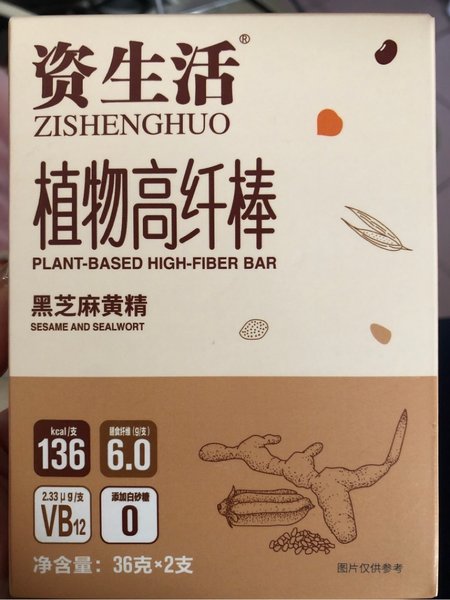 资生活®
ZISHENGHUO
植物高纤棒
PLANT-BASED HIGH-FIBER BAR
黑芝麻黄精
SESAME AND SEALWORT
kcal/支
136
膳食纤维(g/支)
6.0
2.33μg/支
VB12
添加白砂糖
0
净含量：36克×2支
图片仅供参考